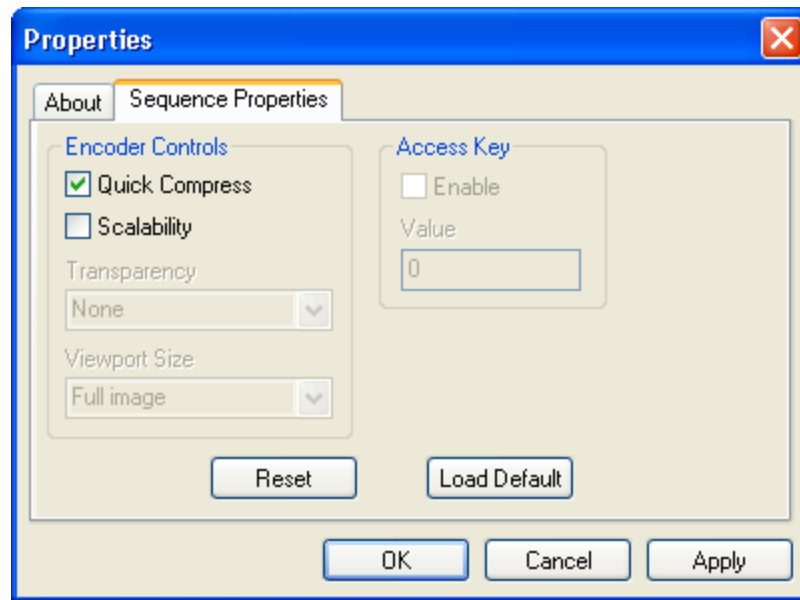 Properties
About
Sequence Properties
Encoder Controls
Quick Compress
Scalability
Transparency
None
Viewport Size
Full image
Access Key
Enable
Value
0
Reset
Load Default
OK
Cancel
Apply